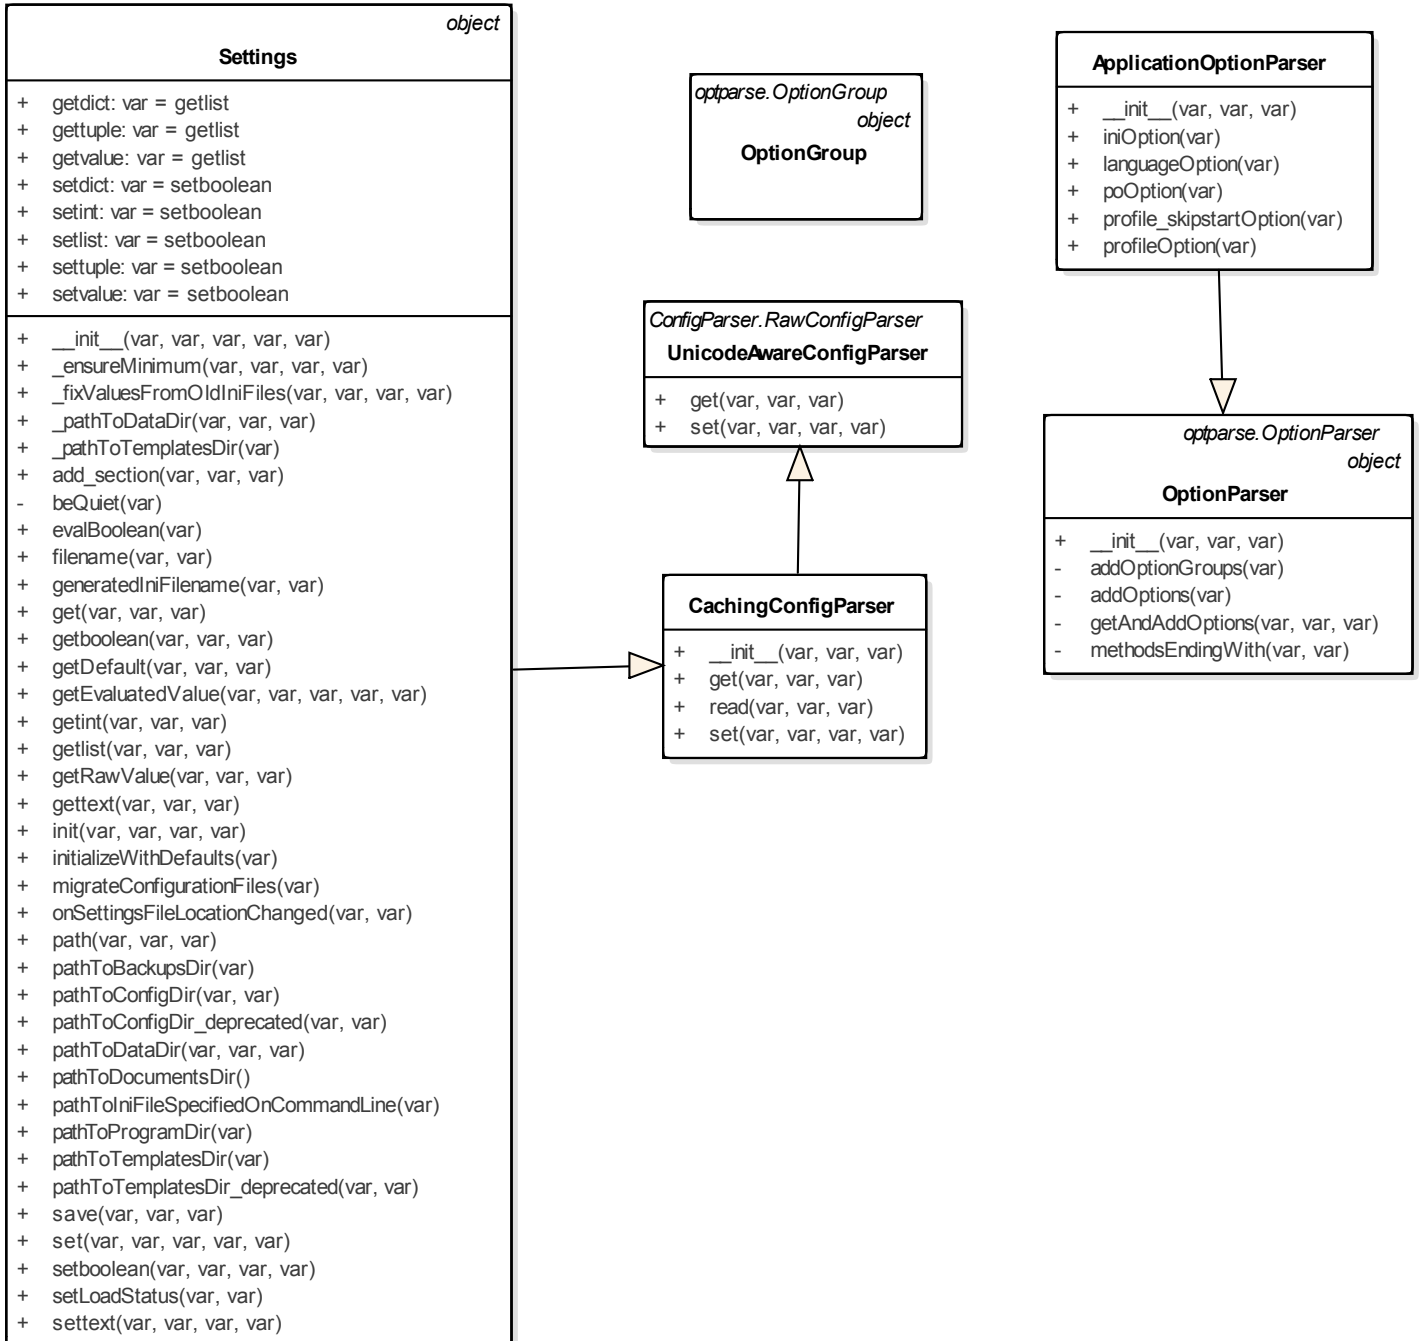 object
Settings
+ getdict: var = getlist
+ gettuple: var = getlist
+ getvalue: var = getlist
+ setdict: var = setboolean
+ setint: var = setboolean
+ setlist: var = setboolean
+ settuple: var = setboolean
+ setvalue: var = setboolean
+ __init__(var, var, var, var, var)
+ _ensureMinimum(var, var, var, var)
+ _fixValuesFromOldIniFiles(var, var, var, var)
+ _pathToDataDir(var, var, var)
+ _pathToTemplatesDir(var)
+ add_section(var, var, var)
- beQuiet(var)
+ evalBoolean(var)
+ filename(var, var)
+ generatedIniFilename(var, var)
+ get(var, var, var)
+ getboolean(var, var, var)
+ getDefault(var, var, var)
+ getEvaluatedValue(var, var, var, var, var)
+ getint(var, var, var)
+ getlist(var, var, var)
+ getRawValue(var, var, var)
+ gettext(var, var, var)
+ init(var, var, var, var)
+ initializeWithDefaults(var)
+ migrateConfigurationFiles(var)
+ onSettingsFileLocationChanged(var, var)
+ path(var, var, var)
+ pathToBackupsDir(var)
+ pathToConfigDir(var, var)
+ pathToConfigDir_deprecated(var, var)
+ pathToDataDir(var, var, var)
+ pathToDocumentsDir()
+ pathToIniFileSpecifiedOnCommandLine(var)
+ pathToProgramDir(var)
+ pathToTemplatesDir(var)
+ pathToTemplatesDir_deprecated(var, var)
+ save(var, var, var)
+ set(var, var, var, var, var)
+ setboolean(var, var, var, var)
+ setLoadStatus(var, var)
+ settext(var, var, var, var)
optparse.OptionGroup
object
OptionGroup
ConfigParser.RawConfigParser
UnicodeAwareConfigParser
+ get(var, var, var)
+ set(var, var, var, var)
CachingConfigParser
+ __init__(var, var, var)
+ get(var, var, var)
+ read(var, var, var)
+ set(var, var, var, var)
ApplicationOptionParser
+ __init__(var, var, var)
+ iniOption(var)
+ languageOption(var)
+ poOption(var)
+ profile_skipstartOption(var)
+ profileOption(var)
optparse.OptionParser
object
OptionParser
+ __init__(var, var, var)
- addOptionGroups(var)
- addOptions(var)
- getAndAddOptions(var, var, var)
- methodsEndingWith(var, var)